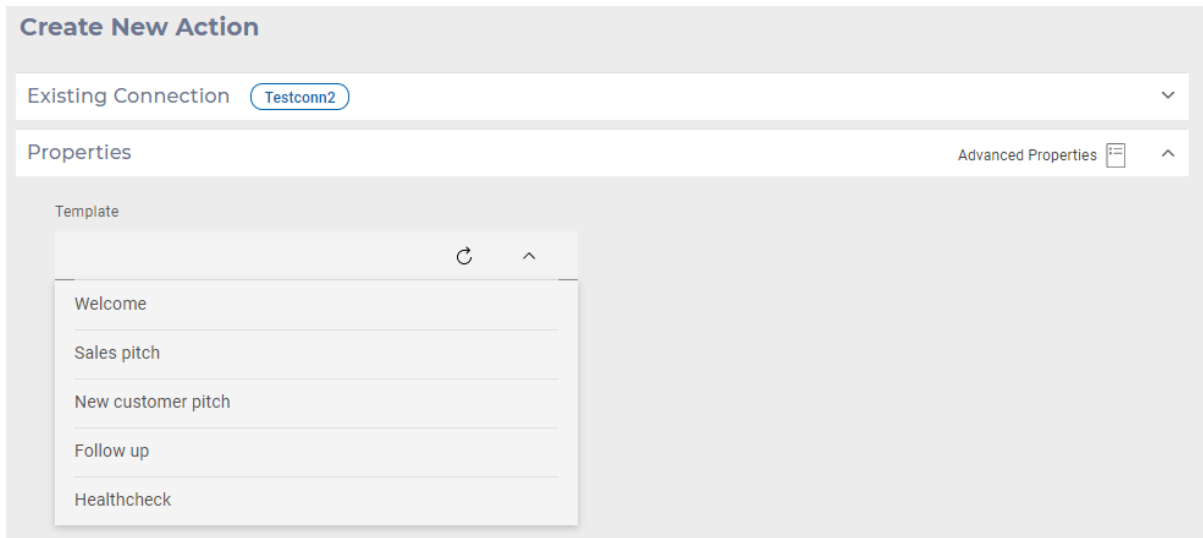 Create New Action
Existing Connection Testconn2
Properties Advanced Properties
Template
Welcome
Sales pitch
New customer pitch
Follow up
Healthcheck